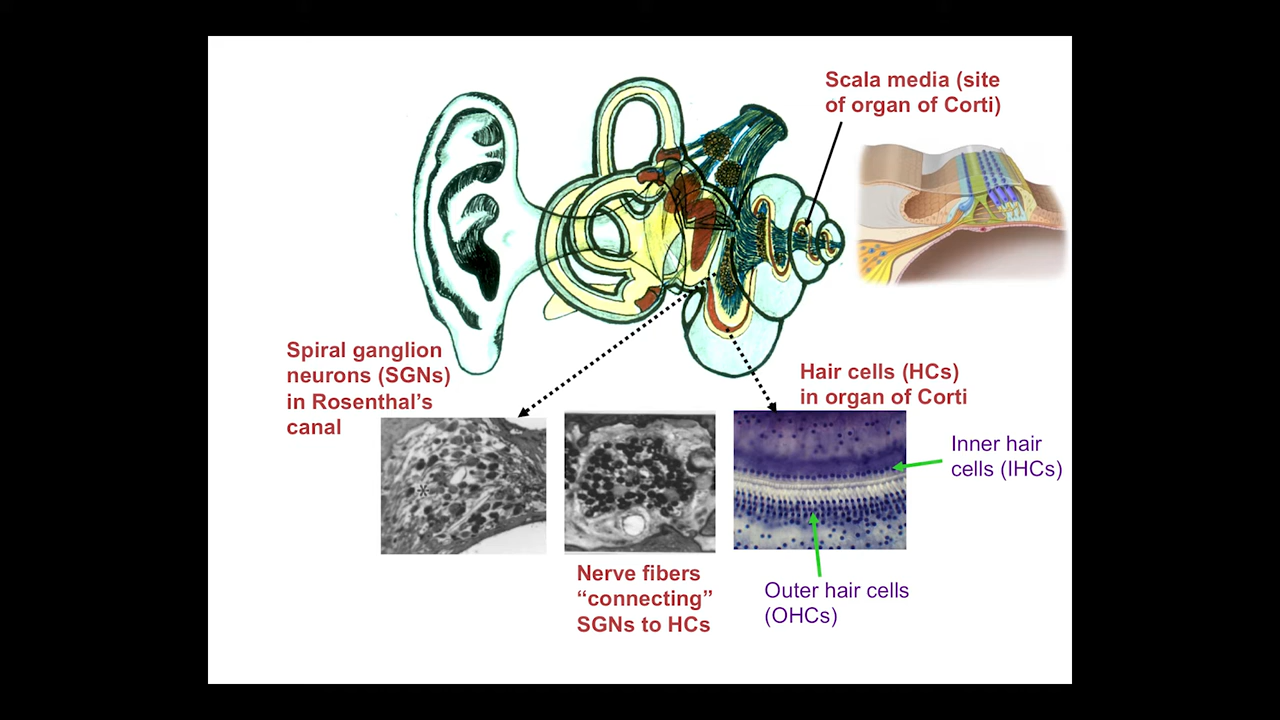 Scala media (site
of organ of Corti)
Spiral ganglion
neurons (SGNs)
in Rosenthal's
canal
Hair cells (HCs)
in organ of Corti
Inner hair
cells (IHCs)
*
Nerve fibers
“connecting”
SGNs to HCs
Outer hair cells
(OHCs)